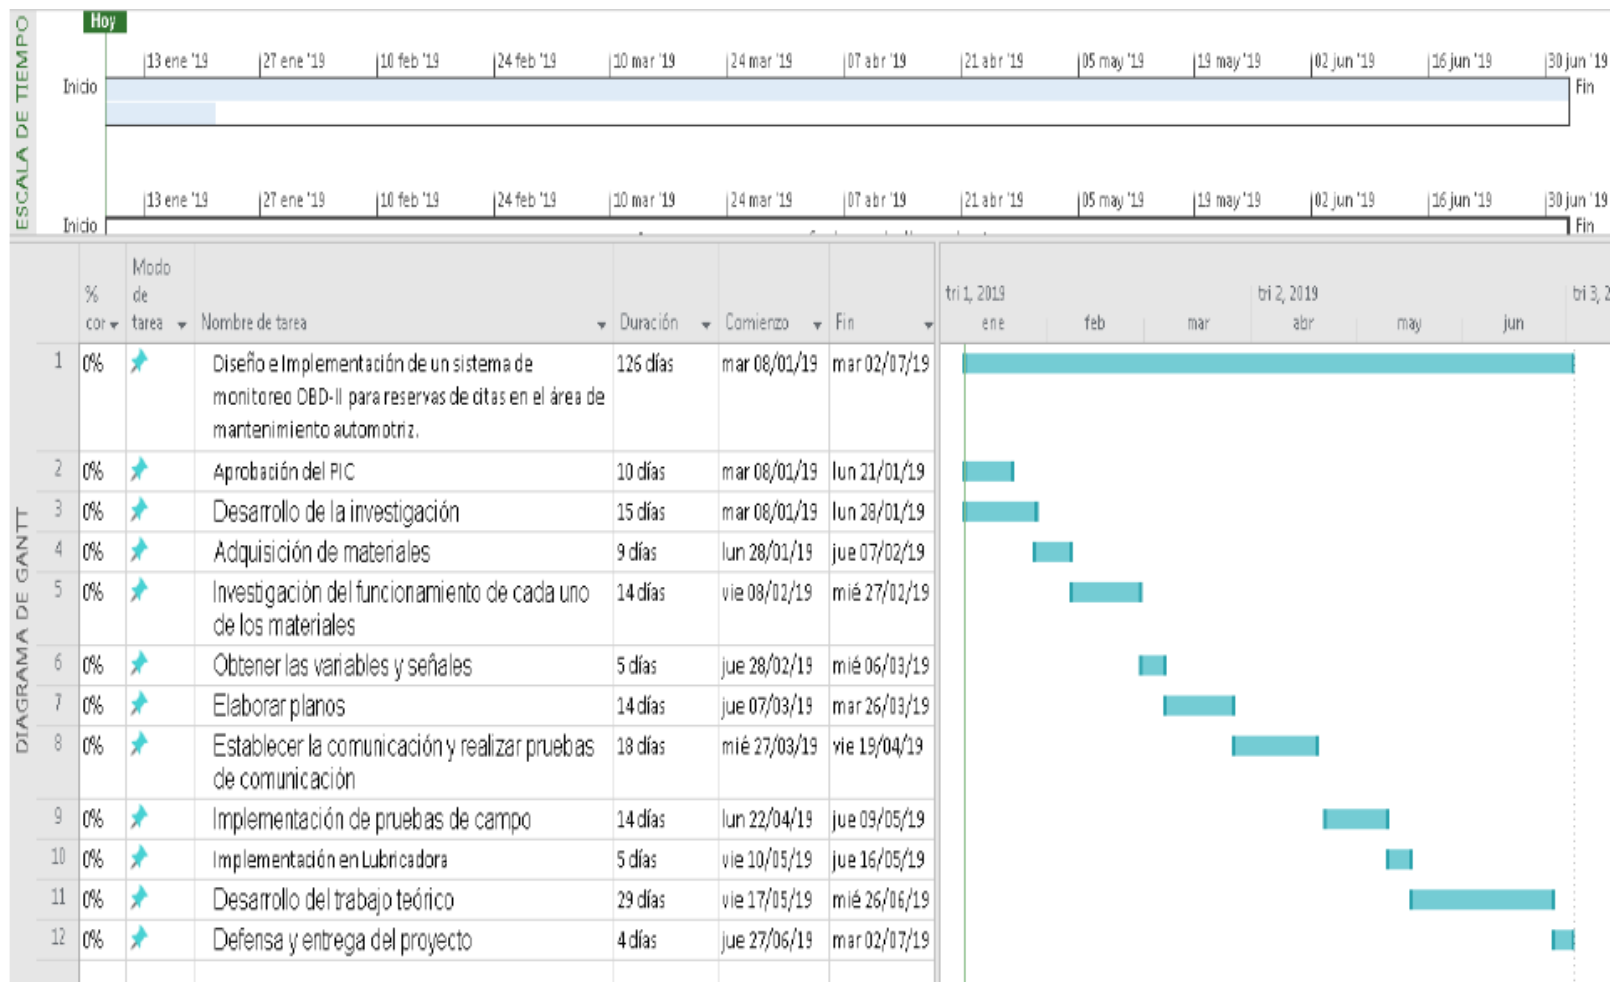 Hoy
ESCALA DE TIEMPO
13 ene '19 27 ene '19 10 feb '19 24 feb '19 10 mar '19 24 mar '19 07 abr '19 21 abr '19 05 may '19 19 may '19 02 jun '19 16 jun '19 30 jun '19
Inicio Fin
13 ene '19 27 ene '19 10 feb '19 24 feb '19 10 mar '19 24 mar '19 07 abr '19 21 abr '19 05 may '19 19 may '19 02 jun '19 16 jun '19 30 jun '19
Inicio Fin
DIAGRAMA DE GANTT
Modo
% de tri 1, 2019 tri 2, 2019 tri 3, 2
cor tarea Nombre de tarea Duración Comienzo Fin ene feb mar abr may jun
1 0% Diseño e Implementación de un sistema de 126 días mar 08/01/19 mar 02/07/19
monitoreo OBD-II para reservas de citas en el área de
mantenimiento automotriz.
2 0% Aprobación del PIC 10 días mar 08/01/19 lun 21/01/19
3 0% Desarrollo de la investigación 15 días mar 08/01/19 lun 28/01/19
4 0% Adquisición de materiales 9 días lun 28/01/19 jue 07/02/19
5 0% Investigación del funcionamiento de cada uno 14 días vie 08/02/19 mié 27/02/19
de los materiales
6 0% Obtener las variables y señales 5 días jue 28/02/19 mié 06/03/19
7 0% Elaborar planos 14 días jue 07/03/19 mar 26/03/19
8 0% Establecer la comunicación y realizar pruebas 18 días mié 27/03/19 vie 19/04/19
de comunicación
9 0% Implementación de pruebas de campo 14 días lun 22/04/19 jue 09/05/19
10 0% Implementación en Lubricadora 5 días vie 10/05/19 jue 16/05/19
11 0% Desarrollo del trabajo teórico 29 días vie 17/05/19 mié 26/06/19
12 0% Defensa y entrega del proyecto 4 días jue 27/06/19 mar 02/07/19